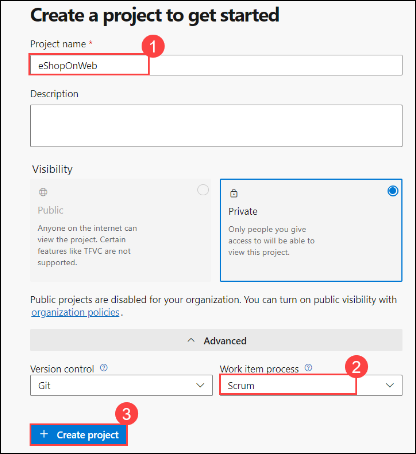 Create a project to get started
Project name *
1
eShopOnWeb
Description
Visibility
Public
Anyone on the internet can
view the project. Certain
features like TFVC are not
supported.
Private
Only people you give
access to will be able to
view this project.
Public projects are disabled for your organization. You can turn on public visibility with
organization policies.
Advanced
Version control ?
Git
Work item process ?
2
Scrum
3
+ Create project